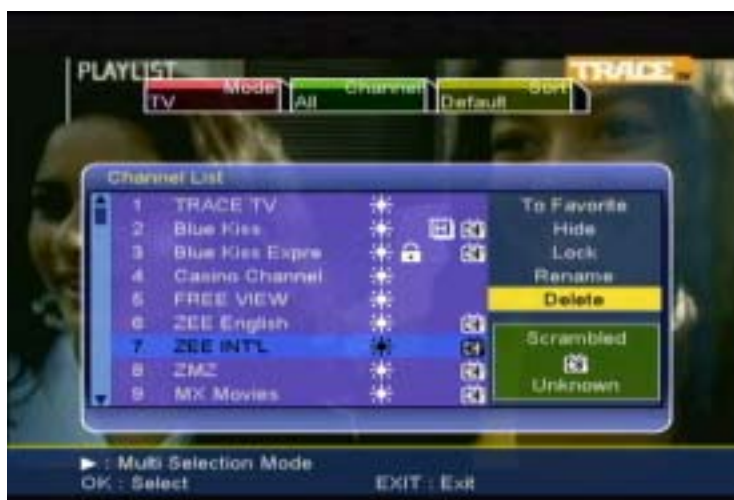 PLAYLIST
TRACE
Mode Channel Sort
TV All Default
Channel List
1 TRACE TV
2 Blue Kiss
3 Blue Kiss Expre
4 Casino Channel
5 FREE VIEW
6 ZEE English
7 ZEE INT'L
8 ZMZ
9 MX Movies
To Favorite
Hide
Lock
Rename
Delete
Scrambled
Unknown
► : Multi Selection Mode
OK : Select EXIT : Exit